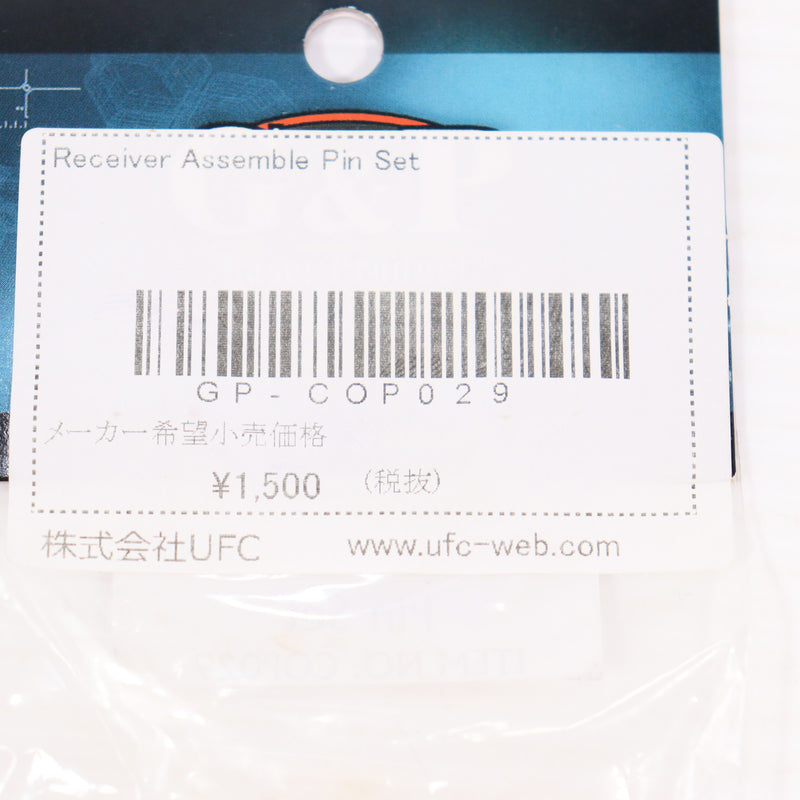 Receiver Assemble Pin Set
GP-COP029
メーカー希望小売価格
¥1,500 (税抜)
株式会社UFC www.ufc-web.com